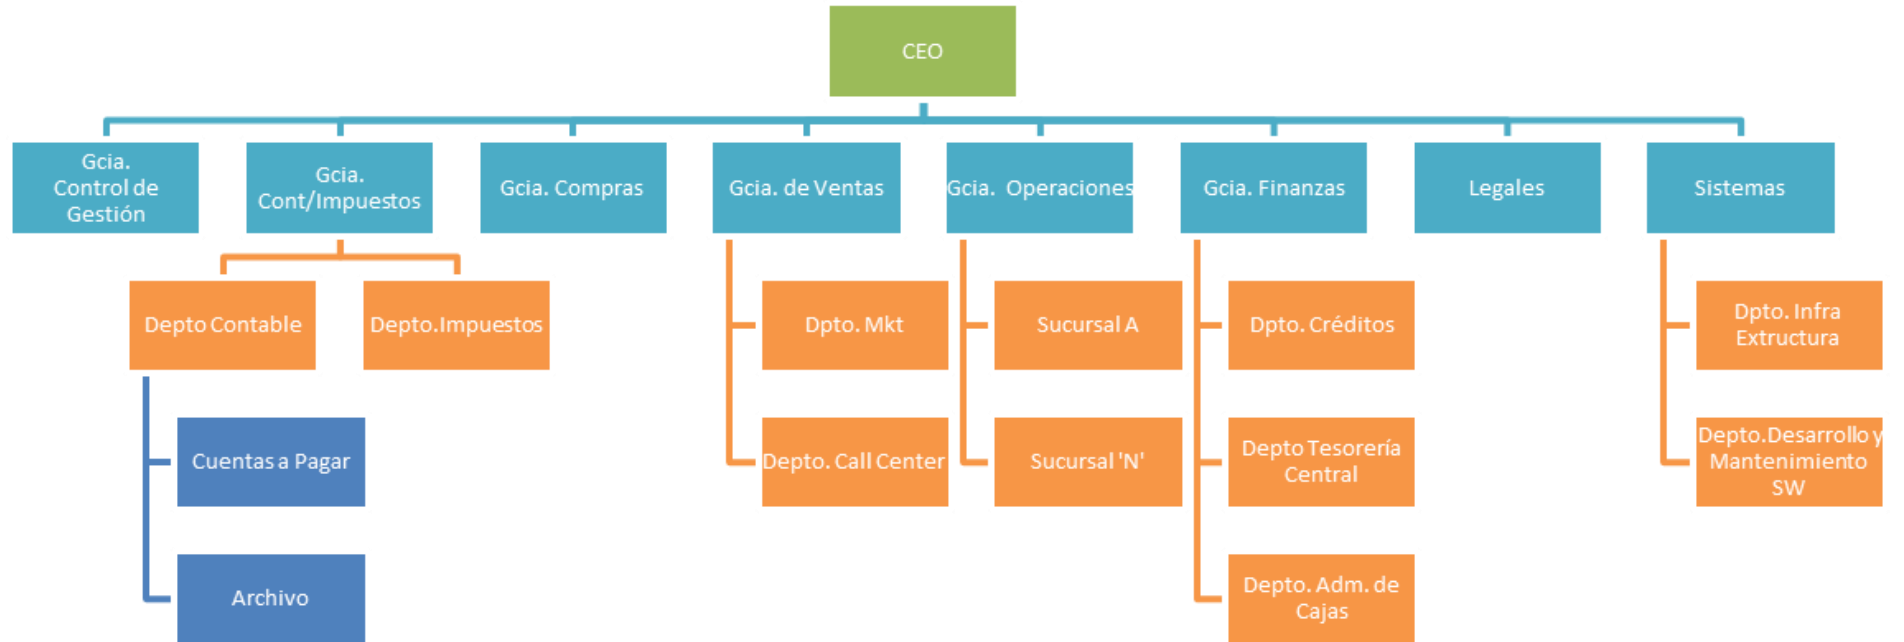 CEO
Gcia.
Control de
Gestión
Gcia.
Cont/Impuestos
Gcia. Compras
Gcia. de Ventas
Gcia. Operaciones
Gcia. Finanzas
Legales
Sistemas
Depto Contable
Depto.Impuestos
Dpto. Mkt
Sucursal A
Dpto. Créditos
Dpto. Infra
Extructura
Cuentas a Pagar
Depto. Call Center
Sucursal 'N'
Depto Tesorería
Central
Depto.Desarrollo y
Mantenimiento
SW
Archivo
Depto. Adm. de
Cajas